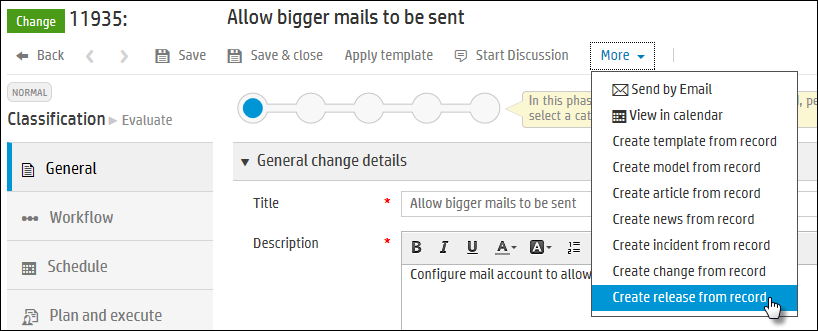 Change 11935: Allow bigger mails to be sent
Back Save Save & close Apply template Start Discussion More
NORMAL
Classification Evaluate
In this phas
, pe
select a cat
Send by Email
View in calendar
Create template from record
Create model from record
Create article from record
Create news from record
Create incident from record
Create change from record
Create release from record
General
Workflow
Schedule
Plan and execute
General change details
Title * Allow bigger mails to be sent
Description * B I U A A
Configure mail account to allow